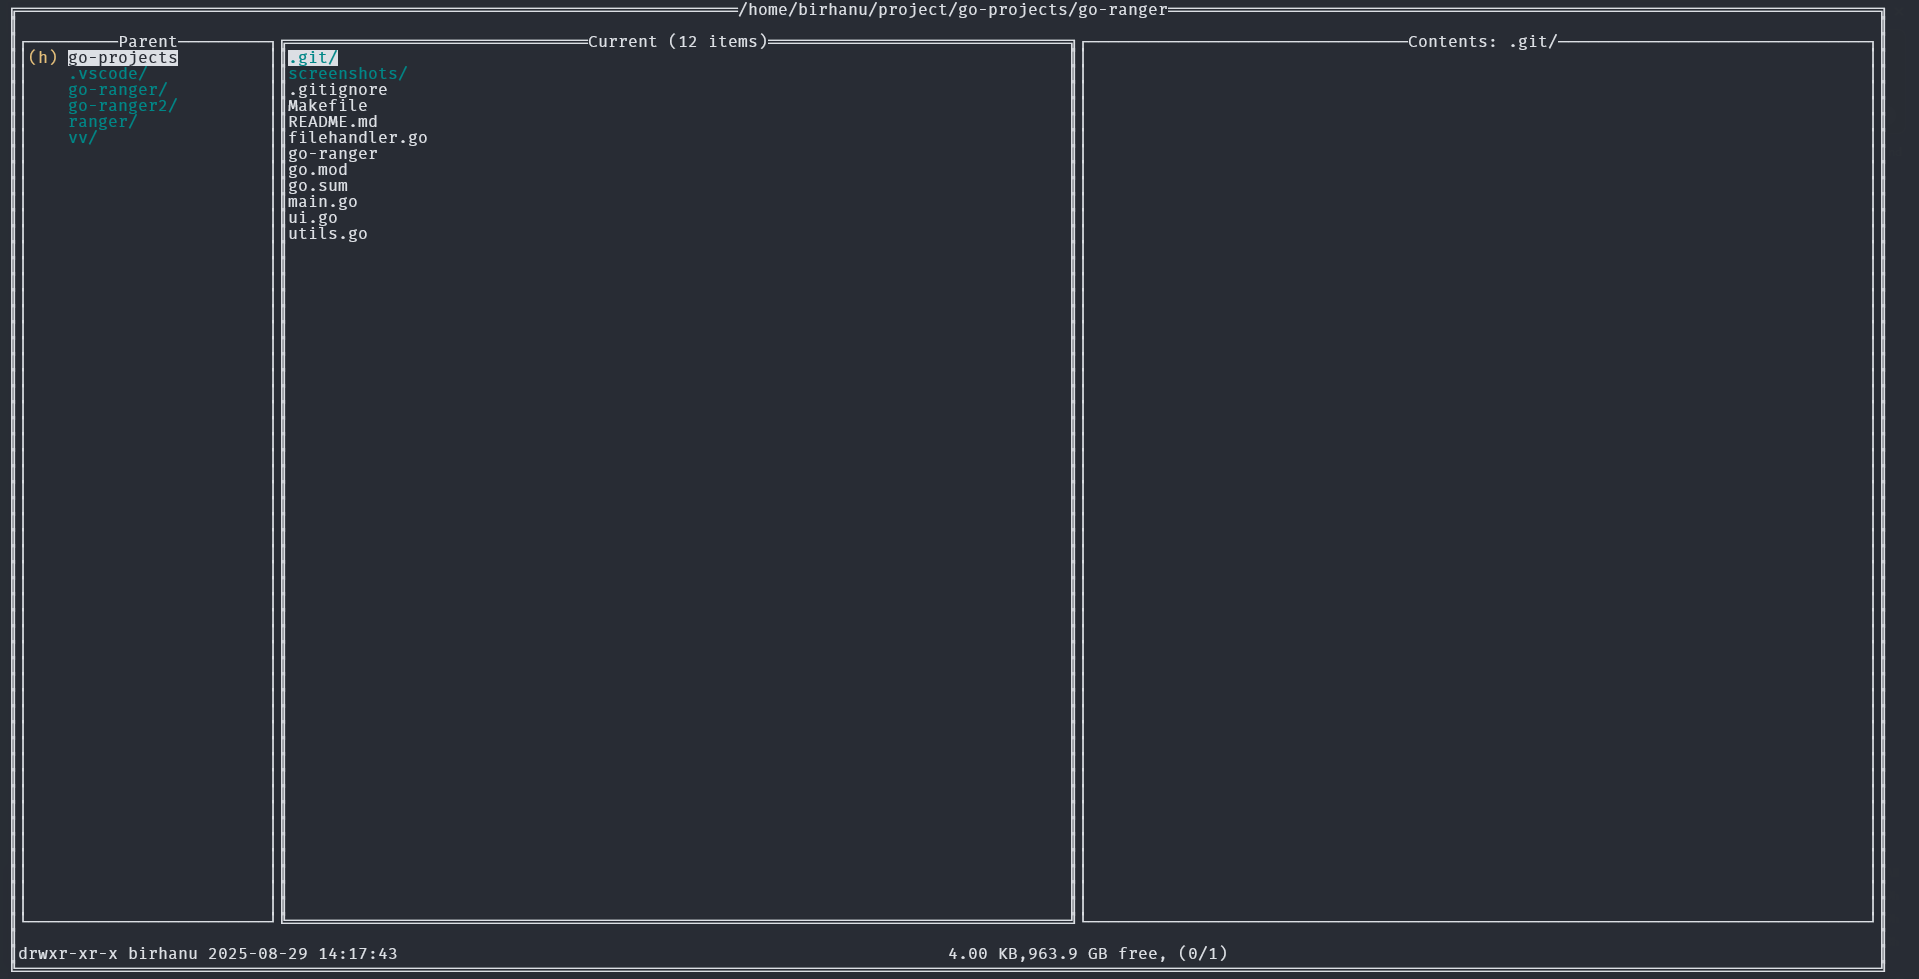 /home/birhanu/project/go-projects/go-ranger
Parent
(h) go-projects
.vscode/
go-ranger/
go-ranger2/
ranger/
vv/
Current (12 items)
.git/
screenshots/
.gitignore
Makefile
README.md
filehandler.go
go-ranger
go.mod
go.sum
main.go
ui.go
utils.go
Contents: .git/
drwxr-xr-x birhanu 2025-08-29 14:17:43
4.00 KB,963.9 GB free, (0/1)